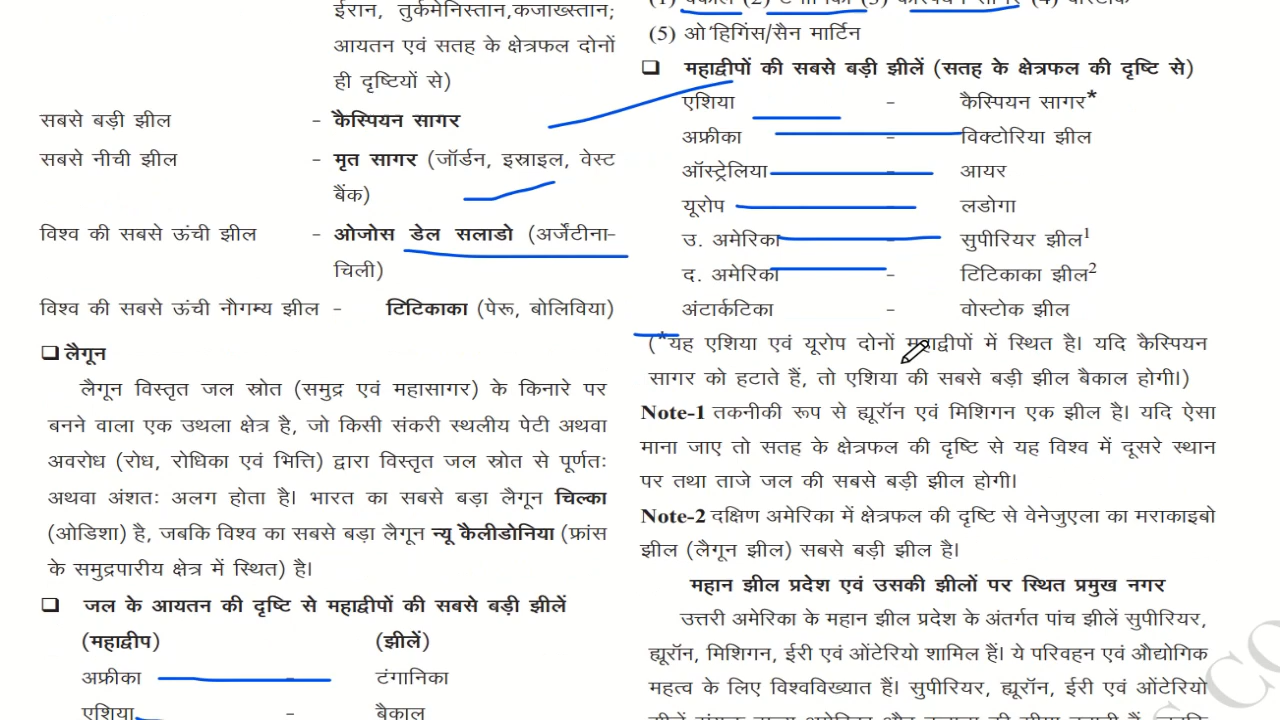 ईरान, तुर्कमेनिस्तान,कजाख्स्तान;
आयतन एवं सतह के क्षेत्रफल दोनों
ही दृष्टियों से)
सबसे बड़ी झील – कैस्पियन सागर
सबसे नीची झील – मृत सागर (जॉर्डन, इस्राइल, वेस्ट
बैंक)
विश्व की सबसे ऊंची झील – ओजोस डेल सलाडो (अर्जेंटीना–
चिली)
विश्व की सबसे ऊंची नौगम्य झील – टिटिकाका (पेरू, बोलिविया)
❑ लैगून
लैगून विस्तृत जल स्रोत (समुद्र एवं महासागर) के किनारे पर
बनने वाला एक उथला क्षेत्र है, जो किसी संकरी स्थलीय पेटी अथवा
अवरोध (रोध, रोधिका एवं भित्ति) द्वारा विस्तृत जल स्रोत से पूर्णतः
अथवा अंशतः अलग होता है। भारत का सबसे बड़ा लैगून चिल्का
(ओडिशा) है, जबकि विश्व का सबसे बड़ा लैगून न्यू कैलीडोनिया (फ्रांस
के समुद्रपारीय क्षेत्र में स्थित) है।
❑ जल के आयतन की दृष्टि से महाद्वीपों की सबसे बड़ी झीलें
(महाद्वीप) (झीलें)
अफ्रीका – टंगानिका
एशिया – बैकाल
(1) बैकाल (2) टंगानिका (3) कैस्पियन सागर (4) वोस्टोक
(5) ओ'हिगिंस/सैन मार्टिन
❑ महाद्वीपों की सबसे बड़ी झीलें (सतह के क्षेत्रफल की दृष्टि से)
एशिया – कैस्पियन सागर*
अफ्रीका – विक्टोरिया झील
ऑस्ट्रेलिया – आयर
यूरोप – लडोगा
उ. अमेरिका – सुपीरियर झील¹
द. अमेरिका – टिटिकाका झील²
अंटार्कटिका – वोस्टोक झील
(*यह एशिया एवं यूरोप दोनों महाद्वीपों में स्थित है। यदि कैस्पियन
सागर को हटाते हैं, तो एशिया की सबसे बड़ी झील बैकाल होगी।)
Note-1 तकनीकी रूप से ह्यूरॉन एवं मिशिगन एक झील है। यदि ऐसा
माना जाए तो सतह के क्षेत्रफल की दृष्टि से यह विश्व में दूसरे स्थान
पर तथा ताजे जल की सबसे बड़ी झील होगी।
Note-2 दक्षिण अमेरिका में क्षेत्रफल की दृष्टि से वेनेजुएला का मराकाइबो
झील (लैगून झील) सबसे बड़ी झील है।
महान झील प्रदेश एवं उसकी झीलों पर स्थित प्रमुख नगर
उत्तरी अमेरिका के महान झील प्रदेश के अंतर्गत पांच झीलें सुपीरियर,
ह्यूरॉन, मिशिगन, ईरी एवं ओंटेरियो शामिल हैं। ये परिवहन एवं औद्योगिक
महत्व के लिए विश्वविख्यात हैं। सुपीरियर, ह्यूरॉन, ईरी एवं ओंटेरियो